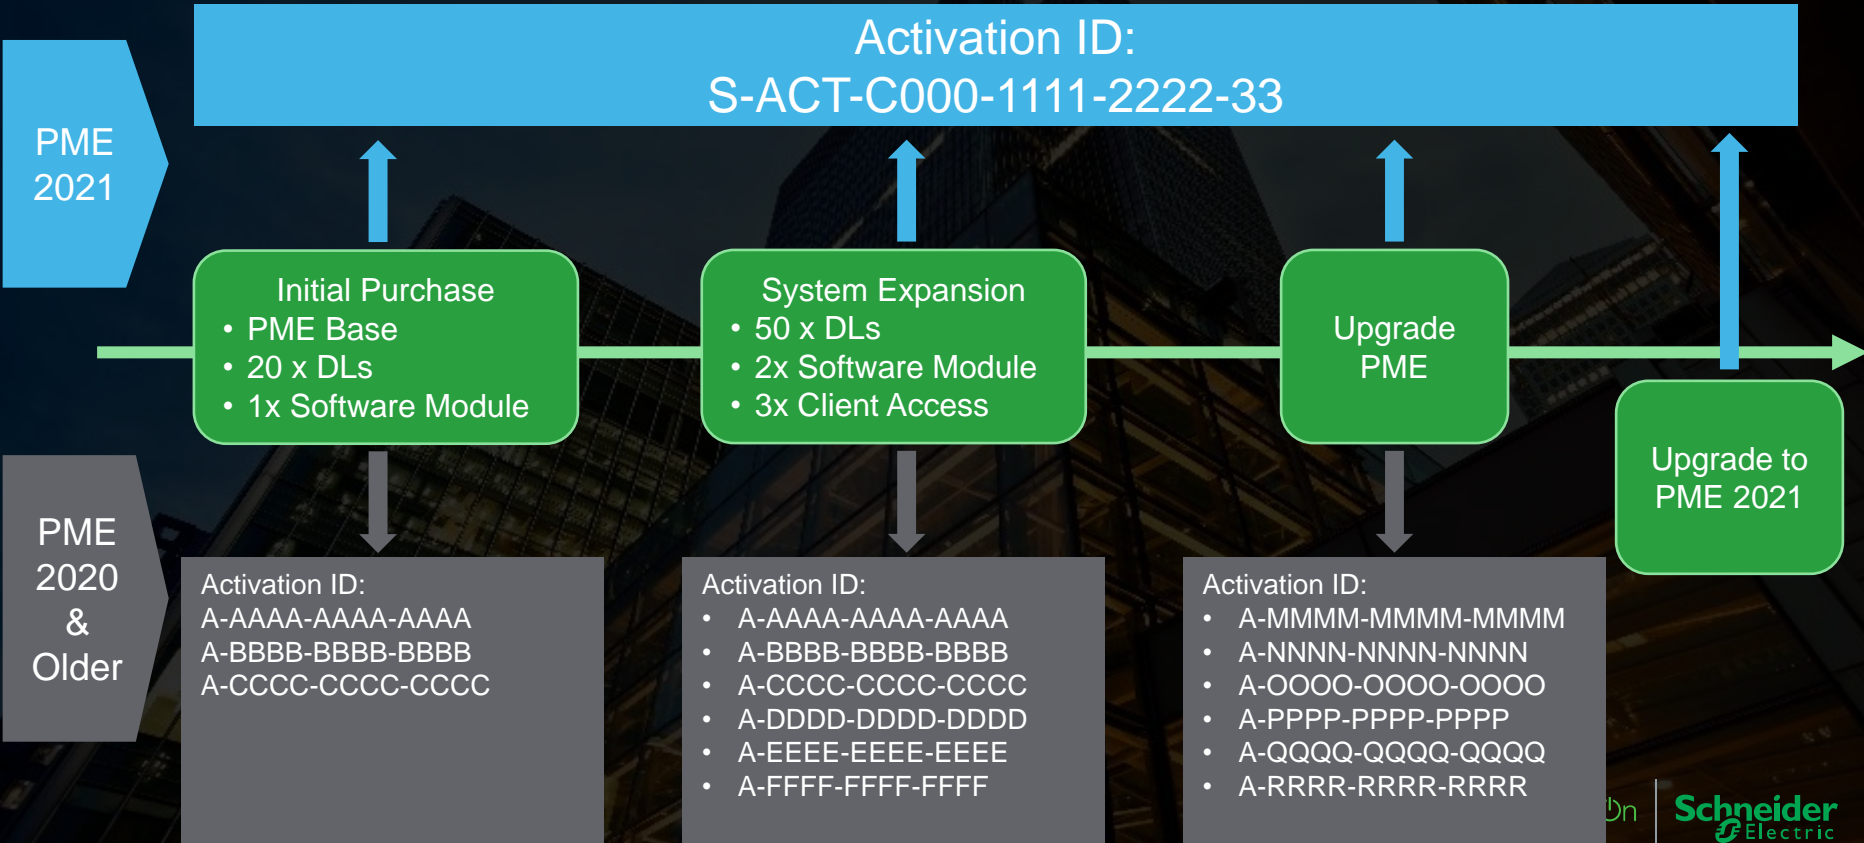 Activation ID:
S-ACT-C000-1111-2222-33
PME
2021
Initial Purchase
• PME Base
• 20 x DLs
• 1x Software Module
System Expansion
• 50 x DLs
• 2x Software Module
• 3x Client Access
Upgrade
PME
Upgrade to
PME 2021
PME
2020
&
Older
Activation ID:
A-AAAA-AAAA-AAAA
A-BBBB-BBBB-BBBB
A-CCCC-CCCC-CCCC
Activation ID:
• A-AAAA-AAAA-AAAA
• A-BBBB-BBBB-BBBB
• A-CCCC-CCCC-CCCC
• A-DDDD-DDDD-DDDD
• A-EEEE-EEEE-EEEE
• A-FFFF-FFFF-FFFF
Activation ID:
• A-MMMM-MMMM-MMMM
• A-NNNN-NNNN-NNNN
• A-OOOO-OOOO-OOOO
• A-PPPP-PPPP-PPPP
• A-QQQQ-QQQQ-QQQQ
• A-RRRR-RRRR-RRRR
On
Schneider
Electric